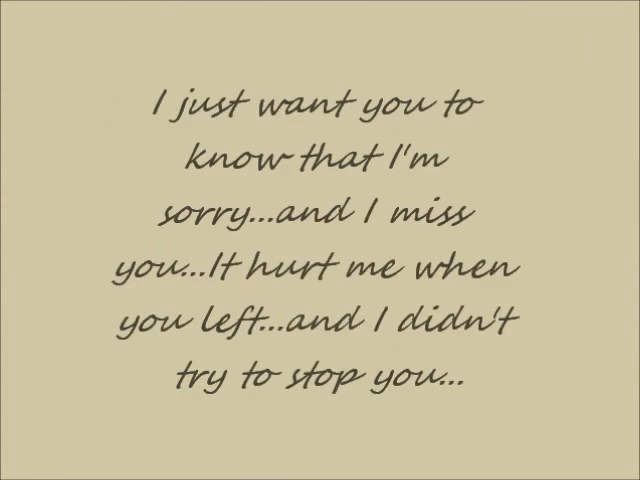 I just want you to
know that I'm
sorry...and I miss
you...It hurt me when
you left...and I didn't
try to stop you...